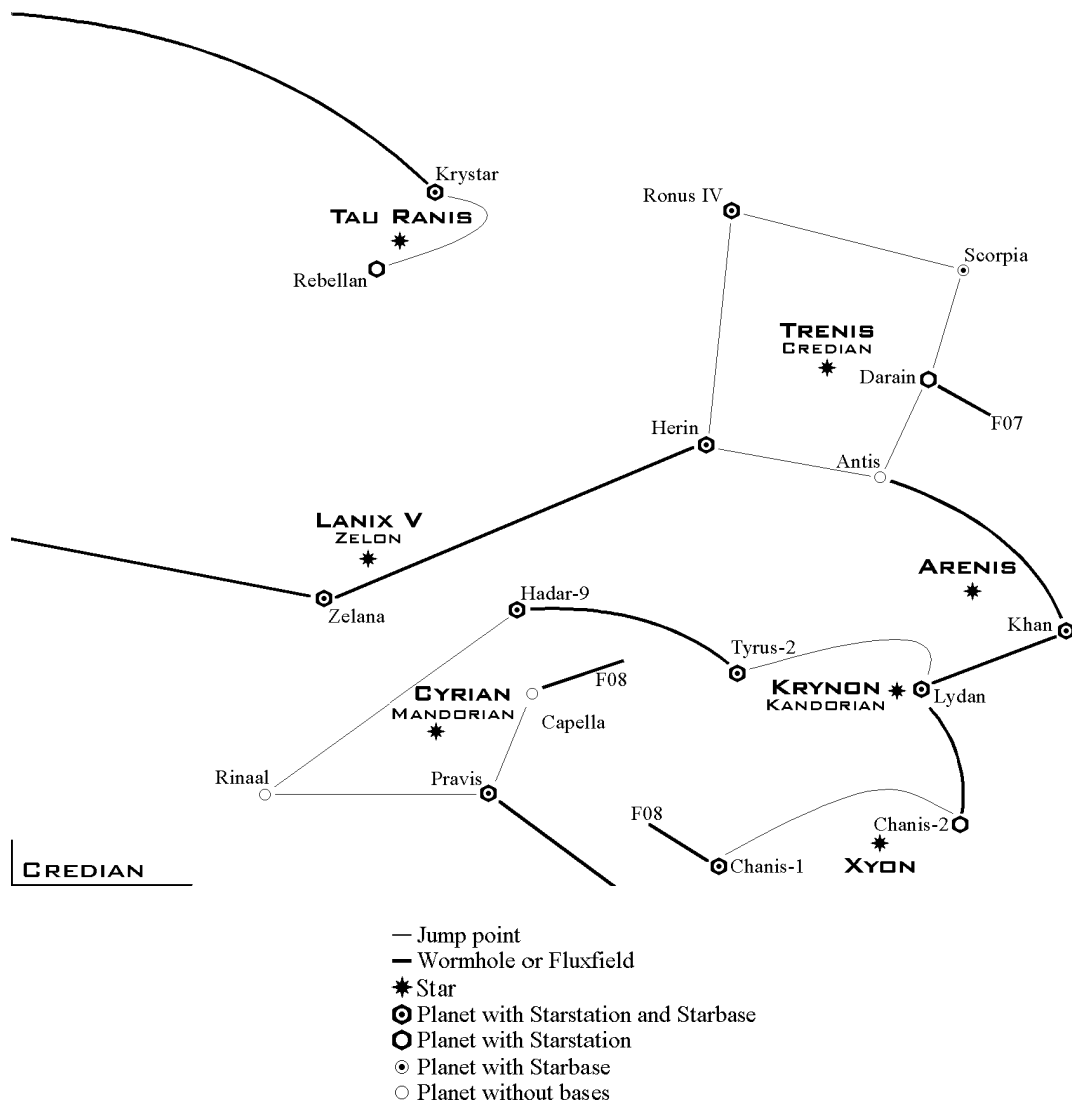 Krystar
Ronus IV
TAU RANIS
Scorpia
Rebellan
TRENIS
CREDIAN
Darain
F07
Herin
Antis
LANIX V
ZELON
ARENIS
Hadar-9
Zelana
Khan
Tyrus-2
F08
CYRIAN
MANDORIAN
KRYNON
KANDORIAN
Lydan
Capella
Rinaal
Pravis
F08
Chanis-2
Chanis-1
XYON
CREDIAN
Jump point
Wormhole or Fluxfield
Star
Planet with Starstation and Starbase
Planet with Starstation
Planet with Starbase
Planet without bases